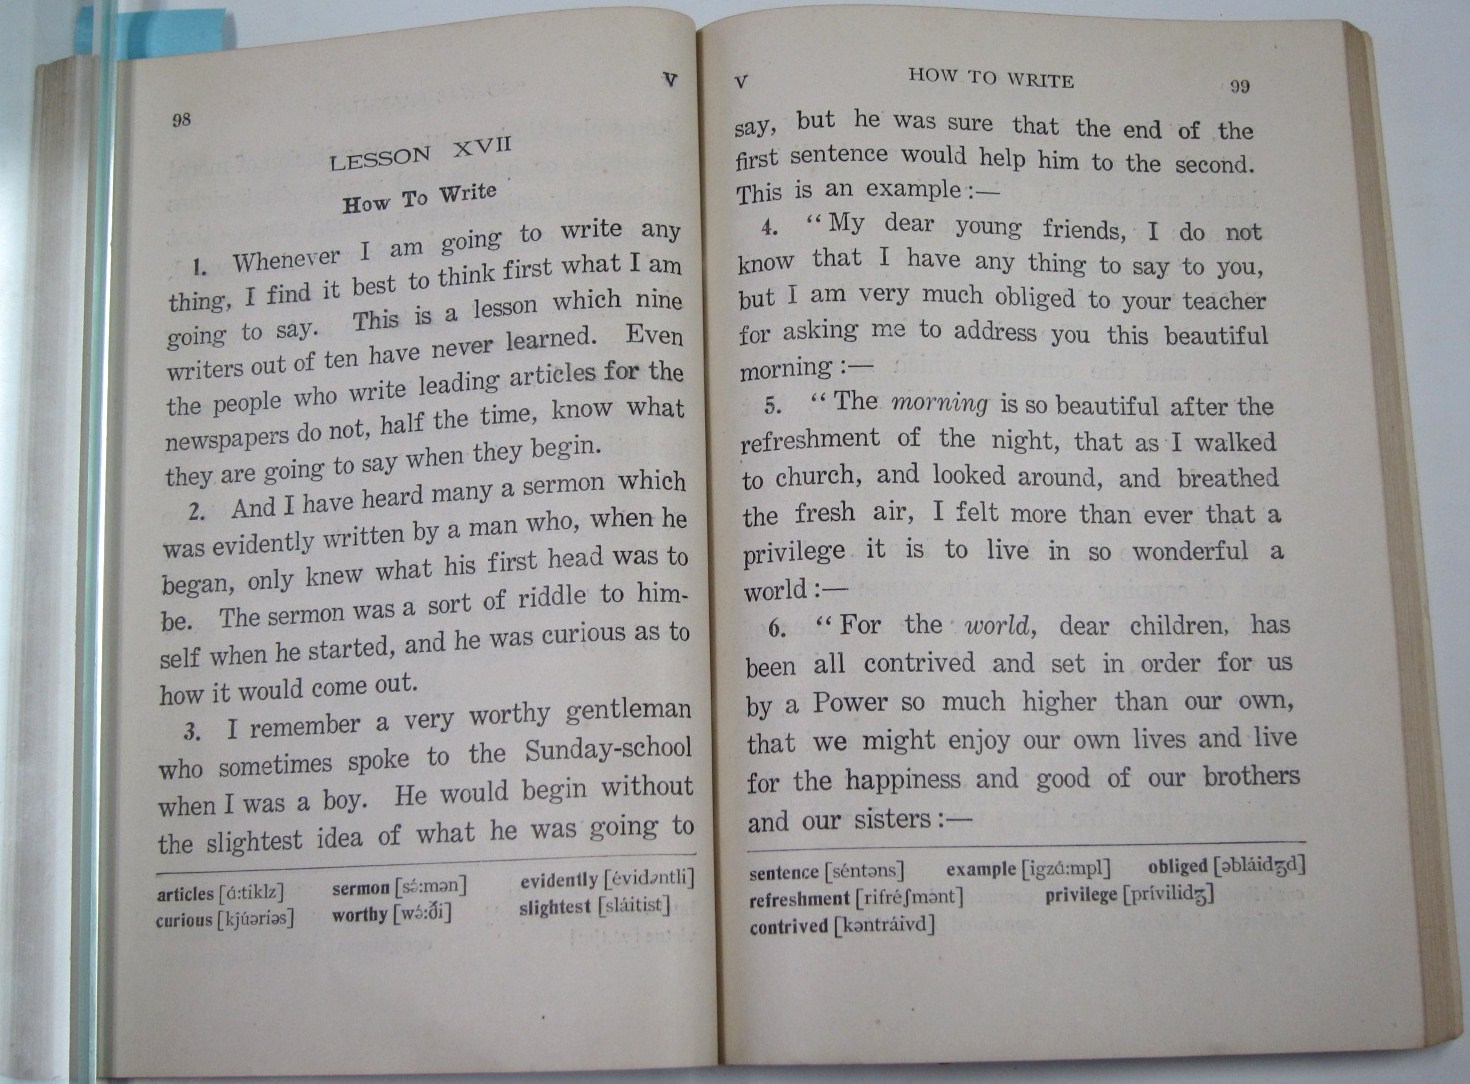 98
V
LESSON XVII
How To Write
1. Whenever I am going to write any
thing, I find it best to think first what I am
going to say. This is a lesson which nine
writers out of ten have never learned. Even
the people who write leading articles for the
newspapers do not, half the time, know what
they are going to say when they begin.
2. And I have heard many a sermon which
was evidently written by a man who, when he
began, only knew what his first head was to
be. The sermon was a sort of riddle to him-
self when he started, and he was curious as to
how it would come out.
3. I remember a very worthy gentleman
who sometimes spoke to the Sunday-school
when I was a boy. He would begin without
the slightest idea of what he was going to
articles [ɑ́:tiklz] sermon [sə́:mən] evidently [évidəntli]
curious [kjúəriəs] worthy [wə́:ði] slightest [sláitist]
V HOW TO WRITE 99
say, but he was sure that the end of the
first sentence would help him to the second.
This is an example:—
4. “My dear young friends, I do not
know that I have any thing to say to you,
but I am very much obliged to your teacher
for asking me to address you this beautiful
morning:—
5. “The morning is so beautiful after the
refreshment of the night, that as I walked
to church, and looked around, and breathed
the fresh air, I felt more than ever that a
privilege it is to live in so wonderful a
world:—
6. “For the world, dear children, has
been all contrived and set in order for us
by a Power so much higher than our own,
that we might enjoy our own lives and live
for the happiness and good of our brothers
and our sisters:—
sentence [séntəns] example [igzɑ́:mpl] obliged [əbláidʒd]
refreshment [rifréʃmənt] privilege [prívilidʒ]
contrived [kəntráivd]